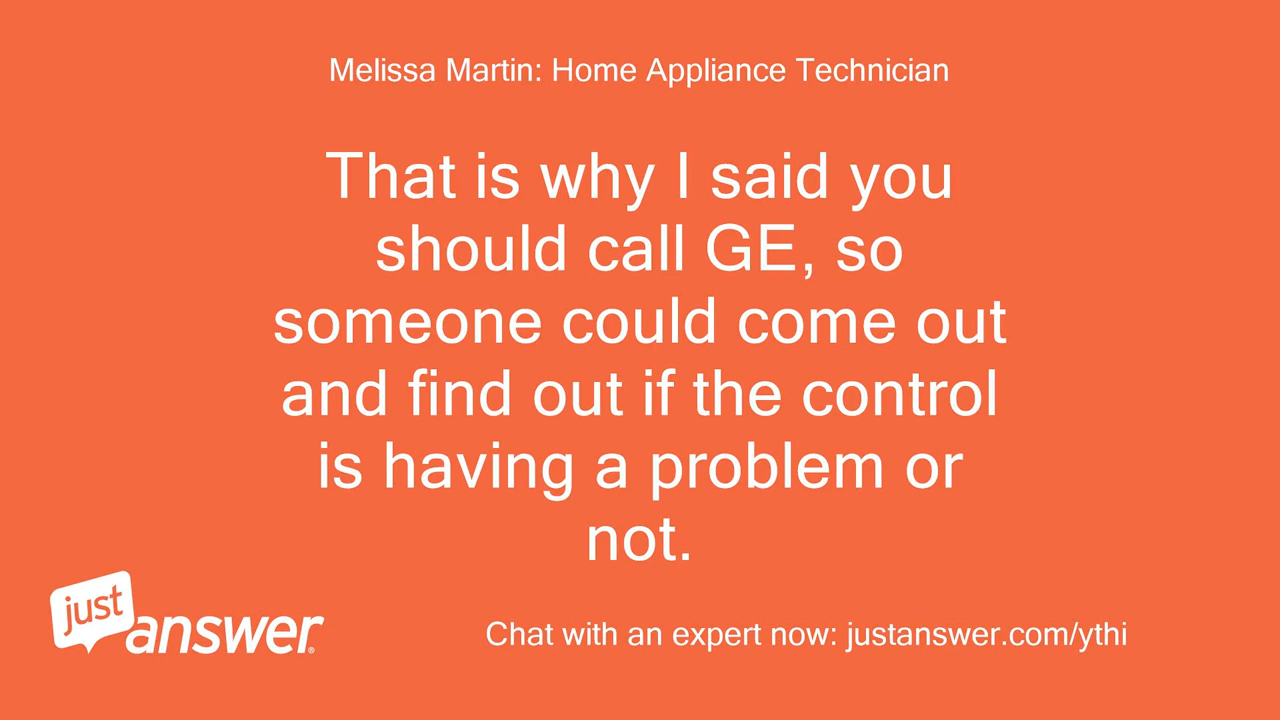 Melissa Martin: Home Appliance Technician
That is why I said you
should call GE, so
someone could come out
and find out if the control
is having a problem or
not.
just
answer®
Chat with an expert now: justanswer.com/ythi